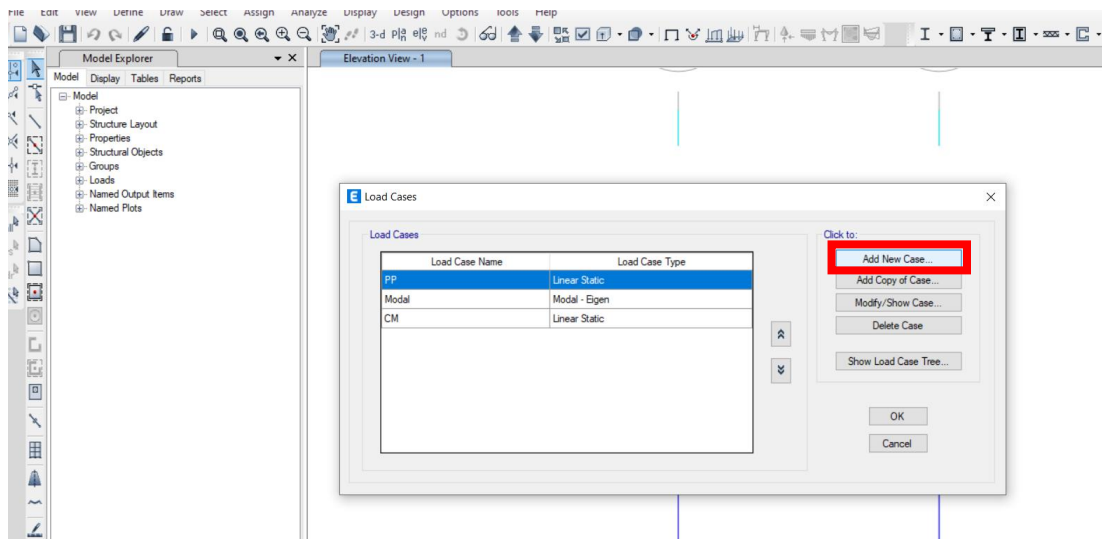 File Edit View Define Draw Select Assign Analyze Display Design Options Tools Help
3-d nd
Model Explorer
Elevation View - 1
Model Display Tables Reports
Model
Project
Structure Layout
Properties
Structural Objects
Groups
Loads
Named Output Items
Named Plots
E Load Cases
Load Cases
Click to:
Load Case Name Load Case Type
PP Linear Static
Modal Modal - Eigen
CM Linear Static
Add New Case...
Add Copy of Case...
Modify/Show Case...
Delete Case
Show Load Case Tree...
OK
Cancel